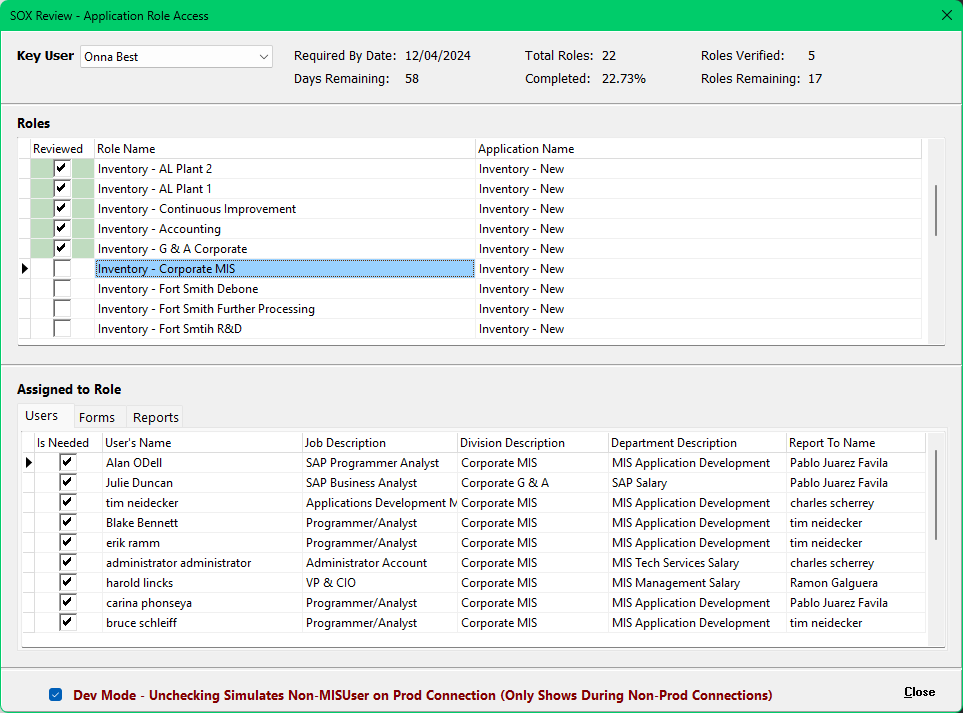 SOX Review - Application Role Access
Key User Onna Best Required By Date: 12/04/2024 Total Roles: 22 Roles Verified: 5
Days Remaining: 58 Completed: 22.73% Roles Remaining: 17
Roles
Reviewed Role Name Application Name
Inventory - AL Plant 2 Inventory - New
Inventory - AL Plant 1 Inventory - New
Inventory - Continuous Improvement Inventory - New
Inventory - Accounting Inventory - New
Inventory - G & A Corporate Inventory - New
Inventory - Corporate MIS Inventory - New
Inventory - Fort Smith Debone Inventory - New
Inventory - Fort Smith Further Processing Inventory - New
Inventory - Fort Smtih R&D Inventory - New
Assigned to Role
Users Forms Reports
Is Needed User's Name Job Description Division Description Department Description Report To Name
Alan ODell SAP Programmer Analyst Corporate MIS MIS Application Development Pablo Juarez Favila
Julie Duncan SAP Business Analyst Corporate G & A SAP Salary Pablo Juarez Favila
tim neidecker Applications Development M Corporate MIS MIS Application Development charles scherrey
Blake Bennett Programmer/Analyst Corporate MIS MIS Application Development tim neidecker
erik ramm Programmer/Analyst Corporate MIS MIS Application Development tim neidecker
administrator administrator Administrator Account Corporate MIS MIS Tech Services Salary charles scherrey
harold lincks VP & CIO Corporate MIS MIS Management Salary Ramon Galguera
carina phonseya Programmer/Analyst Corporate MIS MIS Application Development Pablo Juarez Favila
bruce schleiff Programmer/Analyst Corporate MIS MIS Application Development tim neidecker
Dev Mode - Unchecking Simulates Non-MISUser on Prod Connection (Only Shows During Non-Prod Connections) Close